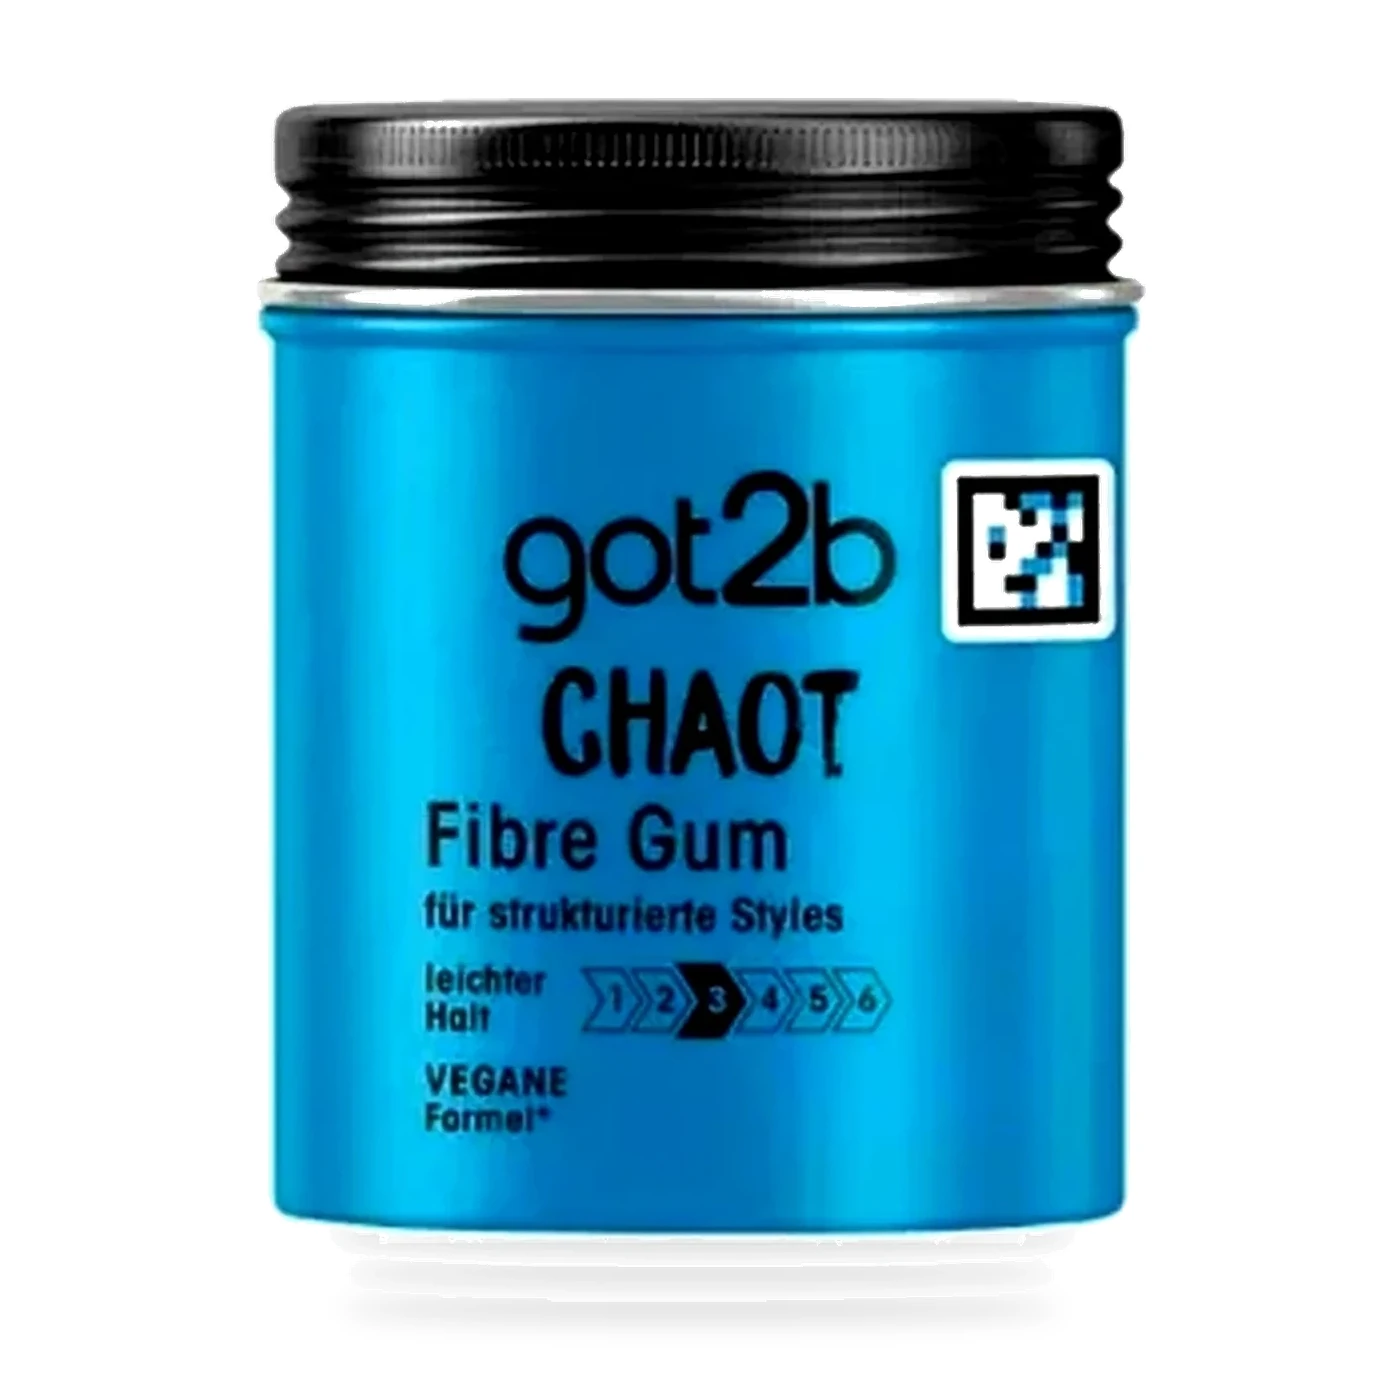 got2b
CHAOT
Fibre Gum
für strukturierte Styles
leichter
Halt
1 2 3 4 5 6
VEGANE
Formel*